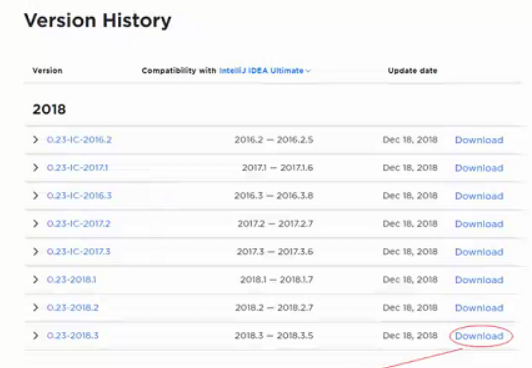 Version History
Version Compatibility with IntelliJ IDEA Ultimate Update date
2018
0.23-IC-2016.2 2016.2 — 2016.2.5 Dec 18, 2018 Download
0.23-IC-2017.1 2017.1 — 2017.1.6 Dec 18, 2018 Download
0.23-IC-2016.3 2016.3 — 2016.3.8 Dec 18, 2018 Download
0.23-IC-2017.2 2017.2 — 2017.2.7 Dec 18, 2018 Download
0.23-IC-2017.3 2017.3 — 2017.3.6 Dec 18, 2018 Download
0.23-2018.1 2018.1 — 2018.1.7 Dec 18, 2018 Download
0.23-2018.2 2018.2 — 2018.2.7 Dec 18, 2018 Download
0.23-2018.3 2018.3 — 2018.3.5 Dec 18, 2018 Download